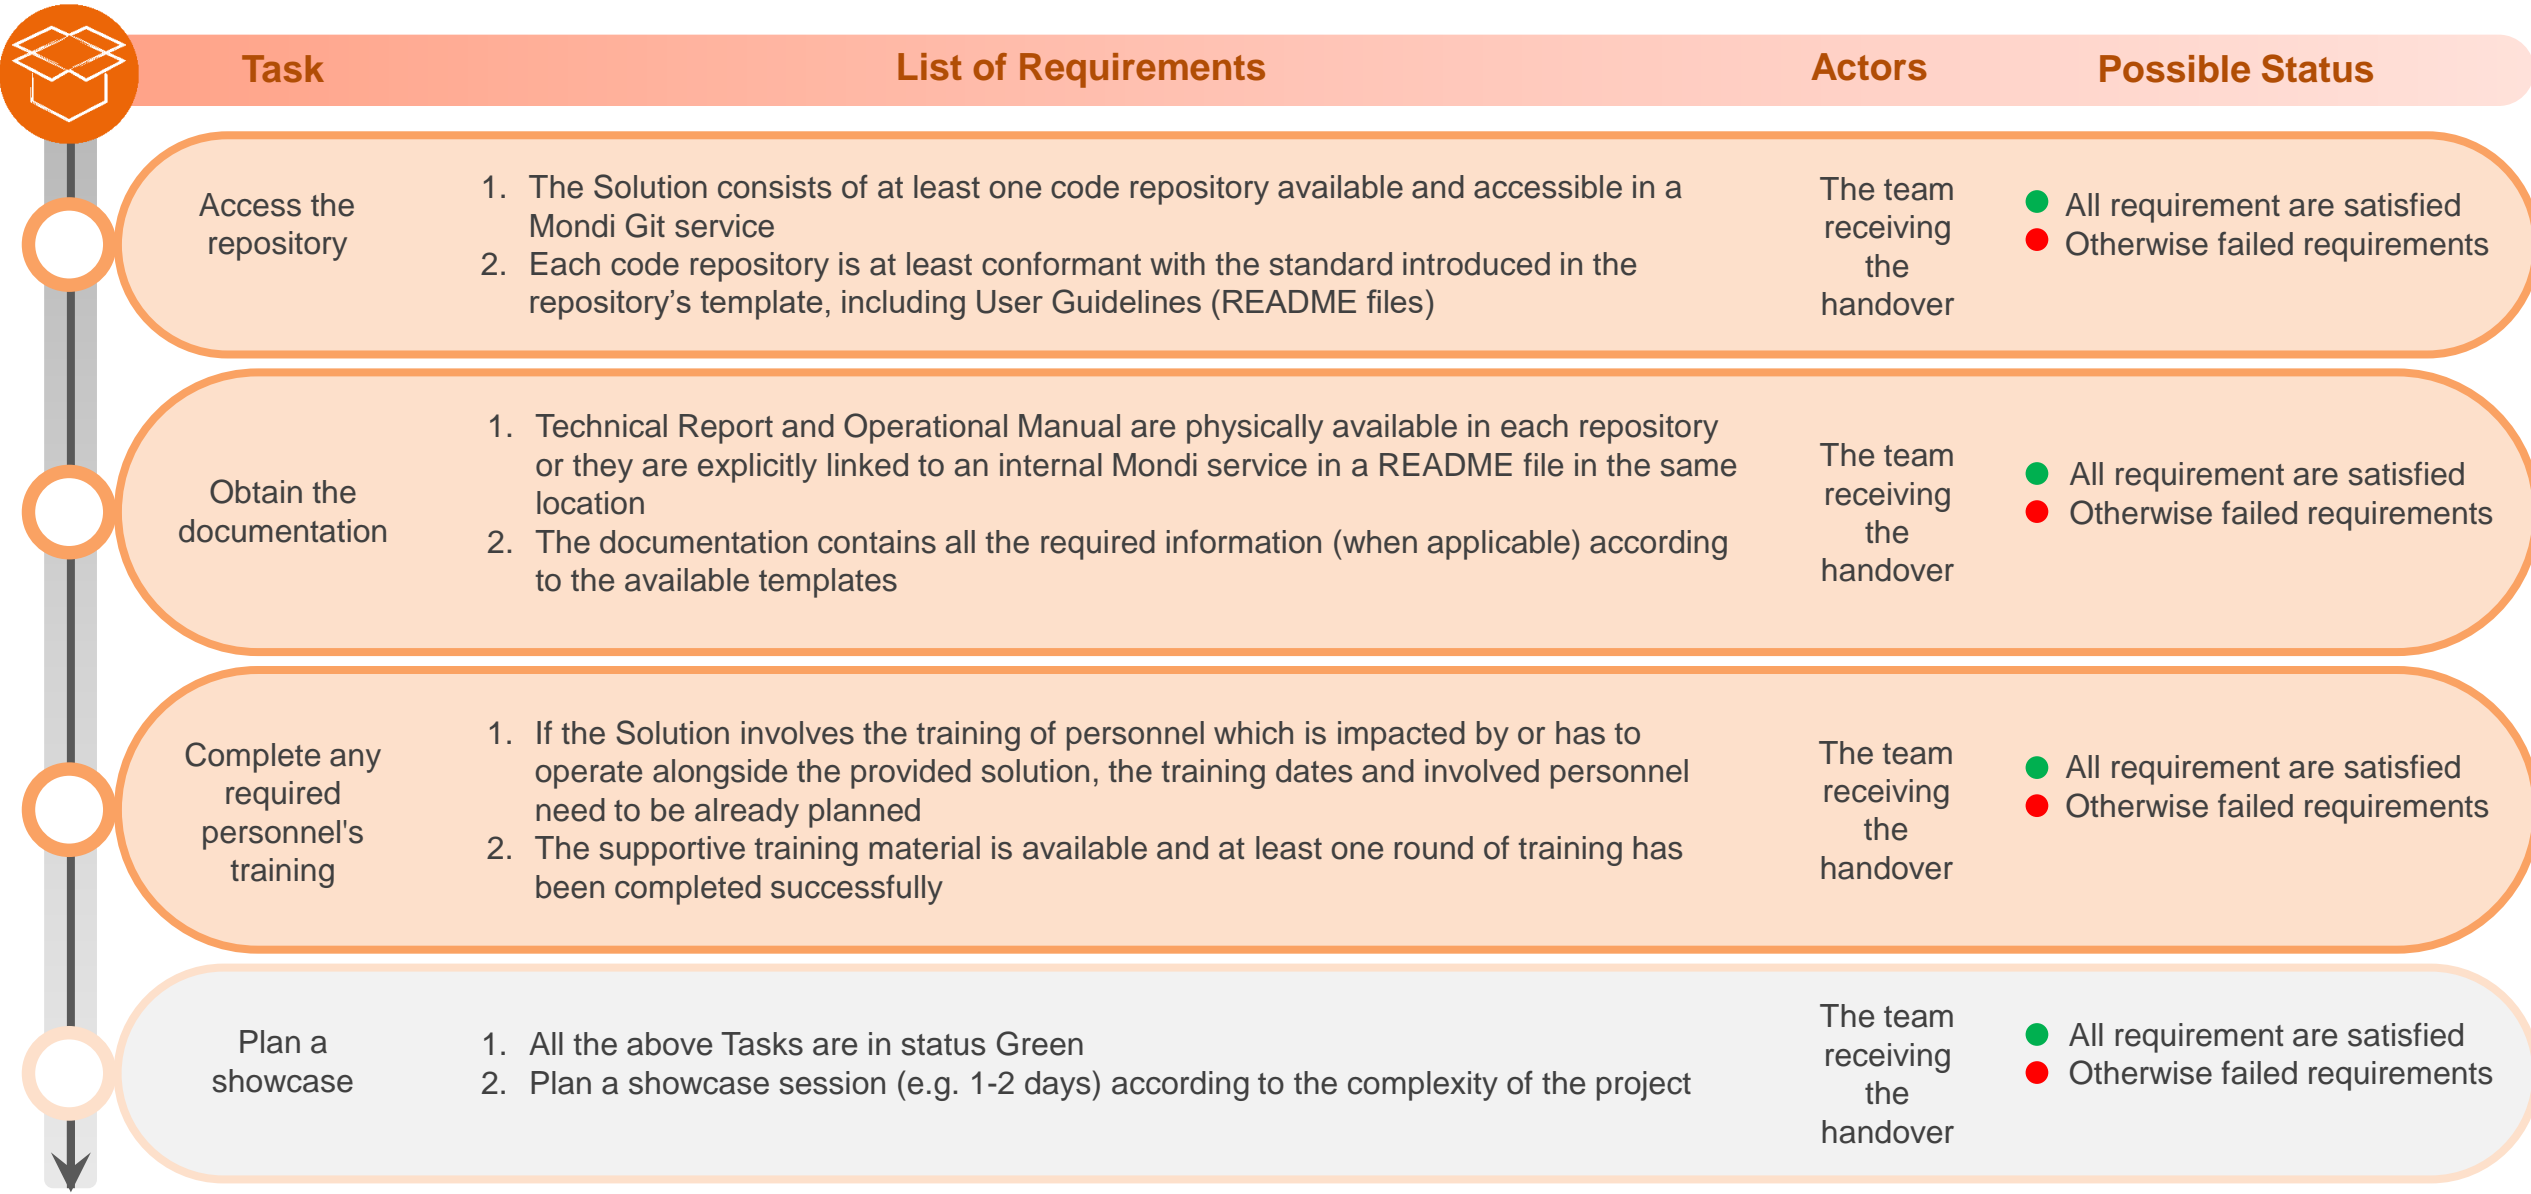 Task
List of Requirements
Actors
Possible Status
Access the
repository
1. The Solution consists of at least one code repository available and accessible in a
Mondi Git service
2. Each code repository is at least conformant with the standard introduced in the
repository’s template, including User Guidelines (README files)
The team
receiving
the
handover
All requirement are satisfied
Otherwise failed requirements
Obtain the
documentation
1. Technical Report and Operational Manual are physically available in each repository
or they are explicitly linked to an internal Mondi service in a README file in the same
location
2. The documentation contains all the required information (when applicable) according
to the available templates
The team
receiving
the
handover
All requirement are satisfied
Otherwise failed requirements
Complete any
required
personnel's
training
1. If the Solution involves the training of personnel which is impacted by or has to
operate alongside the provided solution, the training dates and involved personnel
need to be already planned
2. The supportive training material is available and at least one round of training has
been completed successfully
The team
receiving
the
handover
All requirement are satisfied
Otherwise failed requirements
Plan a
showcase
1. All the above Tasks are in status Green
2. Plan a showcase session (e.g. 1-2 days) according to the complexity of the project
The team
receiving
the
handover
All requirement are satisfied
Otherwise failed requirements